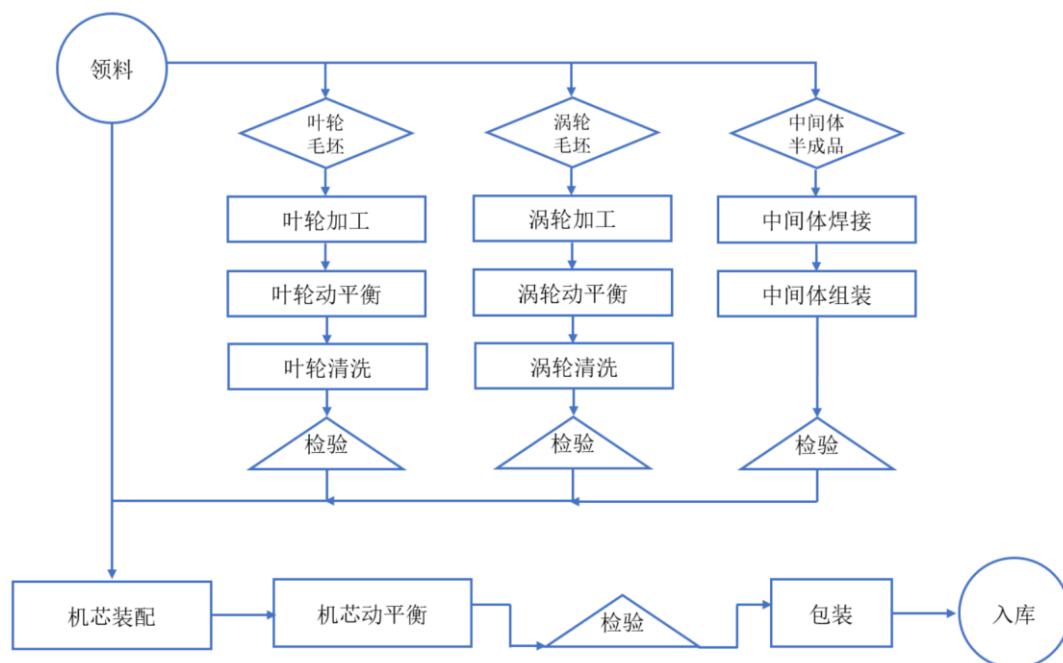 领料
叶轮
毛坯
涡轮
毛坯
中间体
半成品
叶轮加工
涡轮加工
中间体焊接
叶轮动平衡
涡轮动平衡
中间体组装
叶轮清洗
涡轮清洗
检验
检验
检验
机芯装配
机芯动平衡
检验
包装
入库